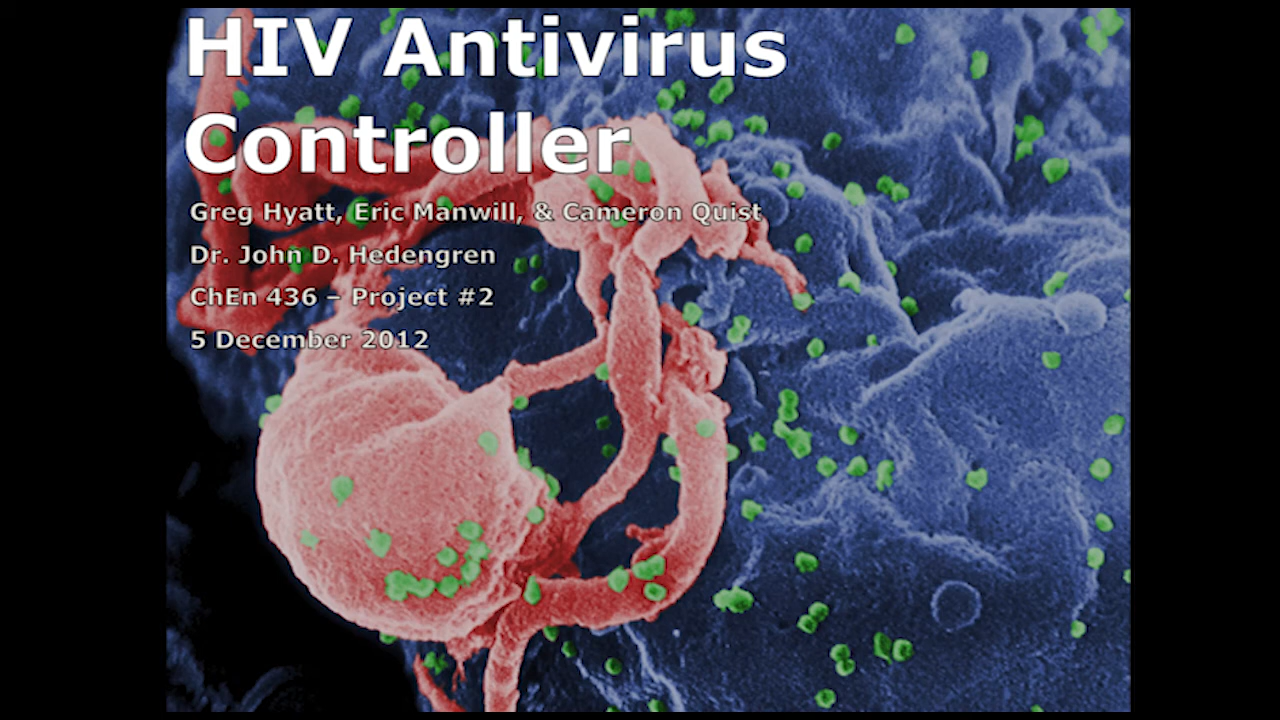 HIV Antivirus
Controller
Greg Hyatt, Eric Manwill, & Cameron Quist
Dr. John D. Hedengren
ChEn 436 – Project #2
5 December 2012